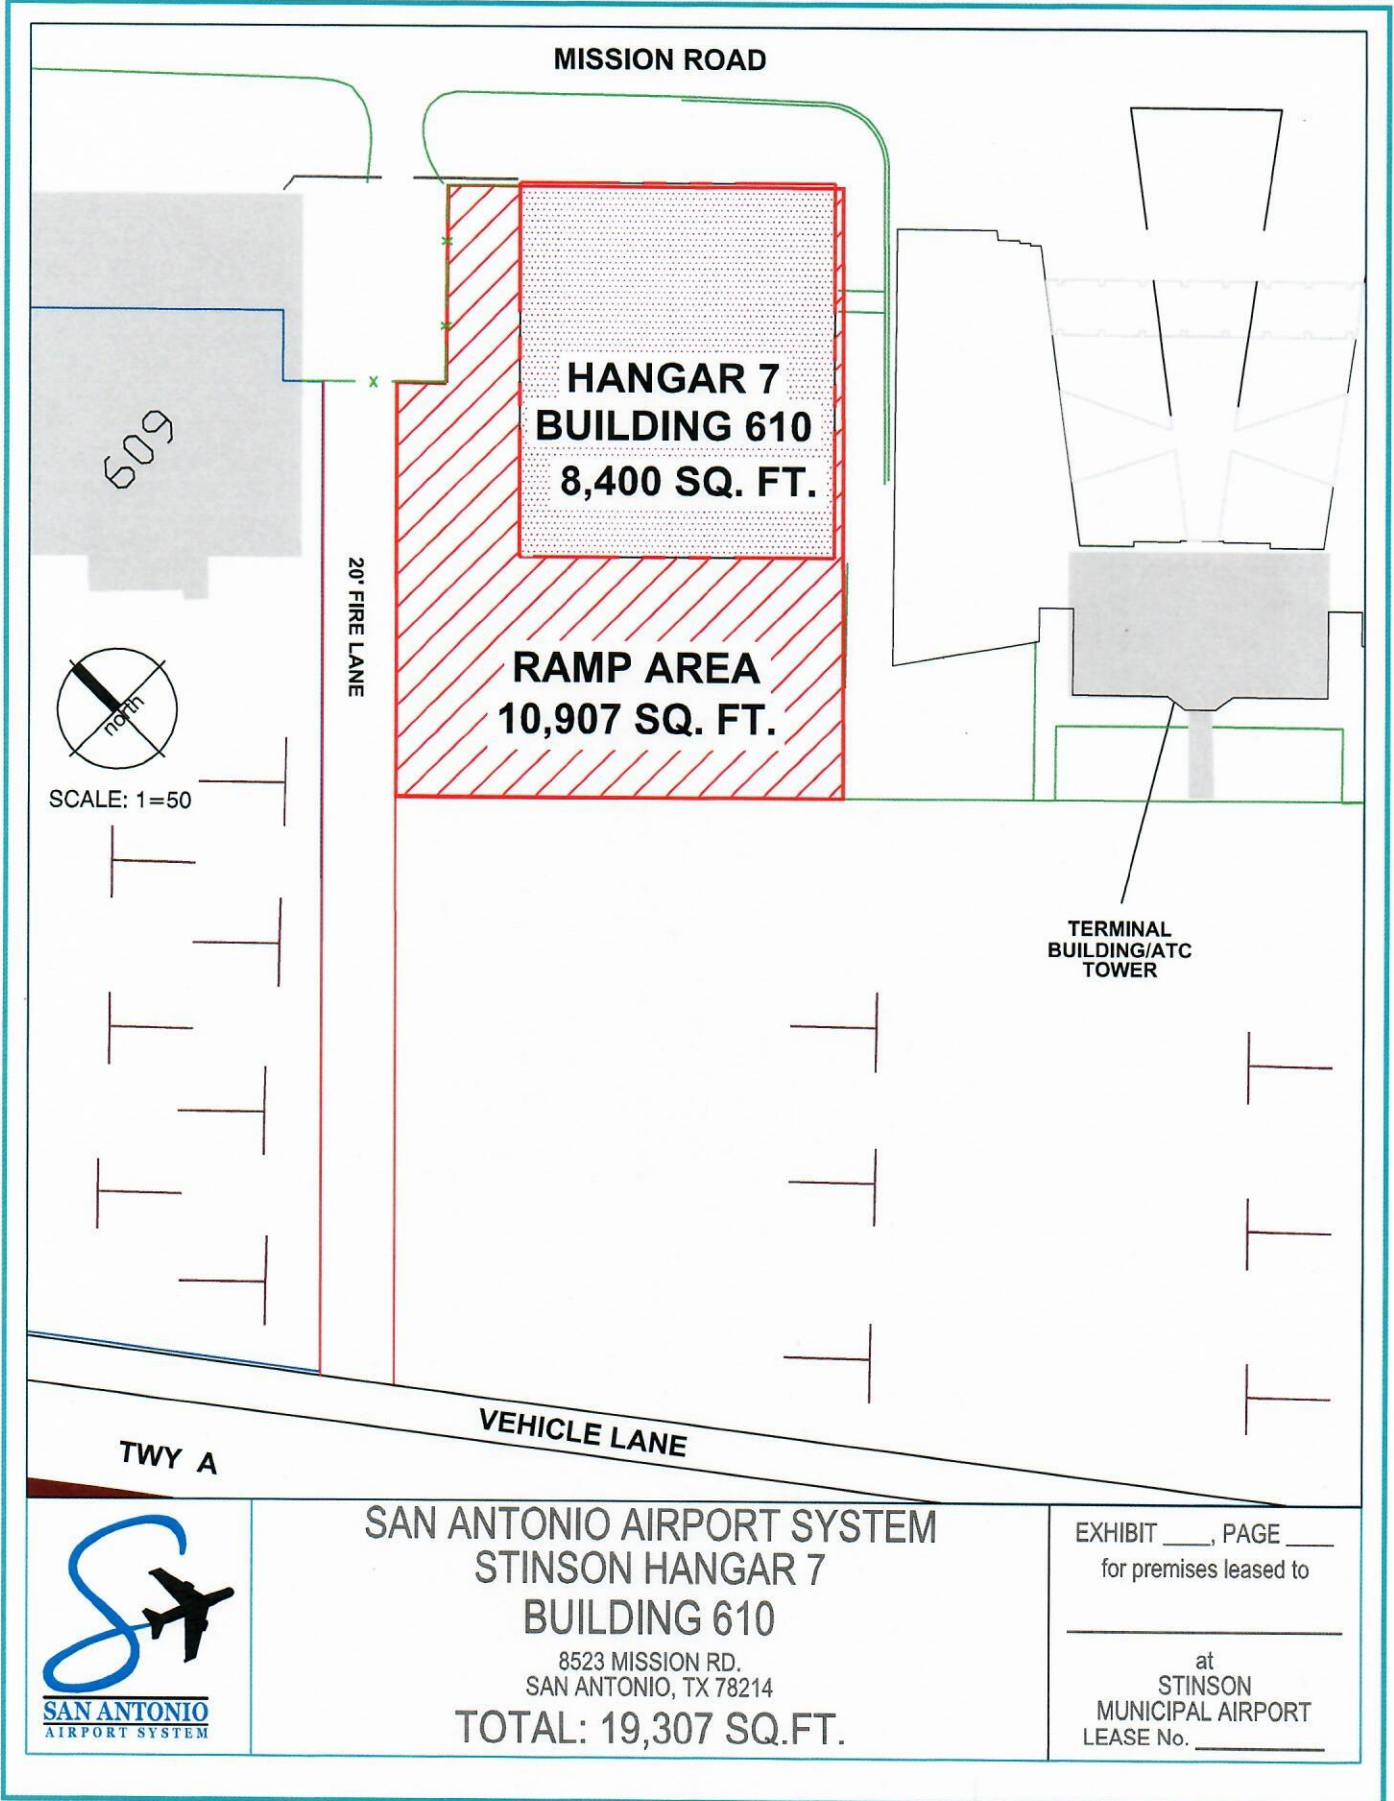 MISSION ROAD
HANGAR 7
BUILDING 610
8,400 SQ. FT.
609
20' FIRE LANE
RAMP AREA
10,907 SQ. FT.
north
SCALE: 1=50
TERMINAL
BUILDING/ATC
TOWER
VEHICLE LANE
TWY A
SAN ANTONIO
AIRPORT SYSTEM
SAN ANTONIO AIRPORT SYSTEM
STINSON HANGAR 7
BUILDING 610
8523 MISSION RD.
SAN ANTONIO, TX 78214
TOTAL: 19,307 SQ.FT.
EXHIBIT ___, PAGE ___
for premises leased to
at
STINSON
MUNICIPAL AIRPORT
LEASE No. ________